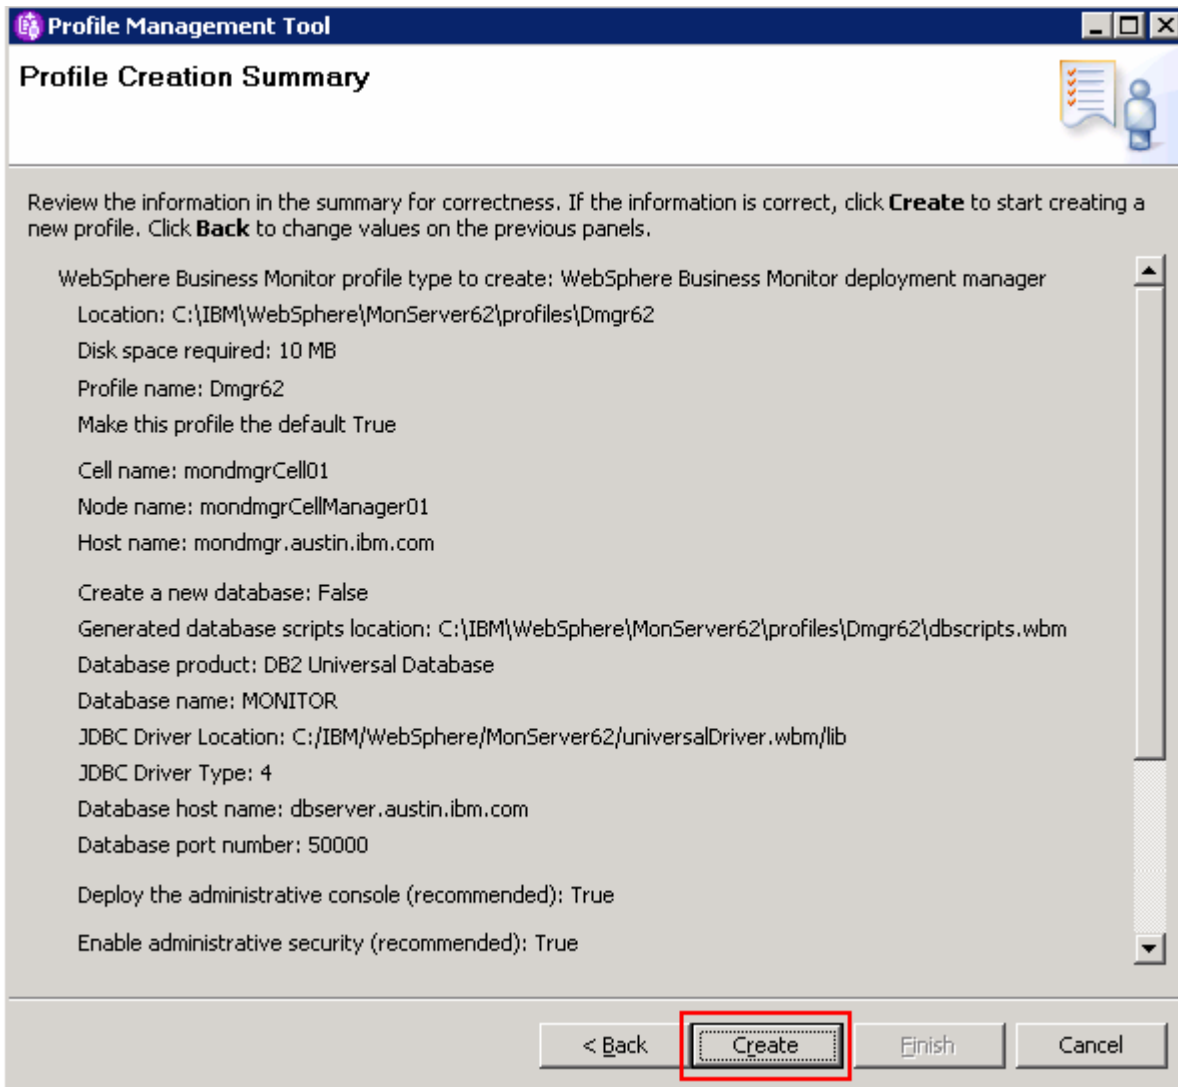 Profile Management Tool
Profile Creation Summary
Review the information in the summary for correctness. If the information is correct, click Create to start creating a
new profile. Click Back to change values on the previous panels.
WebSphere Business Monitor profile type to create: WebSphere Business Monitor deployment manager
Location: C:\IBM\WebSphere\MonServer62\profiles\Dmgr62
Disk space required: 10 MB
Profile name: Dmgr62
Make this profile the default True
Cell name: mondmgrCell01
Node name: mondmgrCellManager01
Host name: mondmgr.austin.ibm.com
Create a new database: False
Generated database scripts location: C:\IBM\WebSphere\MonServer62\profiles\Dmgr62\dbscripts.wbm
Database product: DB2 Universal Database
Database name: MONITOR
JDBC Driver Location: C:/IBM/WebSphere/MonServer62/universalDriver.wbm/lib
JDBC Driver Type: 4
Database host name: dbserver.austin.ibm.com
Database port number: 50000
Deploy the administrative console (recommended): True
Enable administrative security (recommended): True
< Back Create Finish Cancel